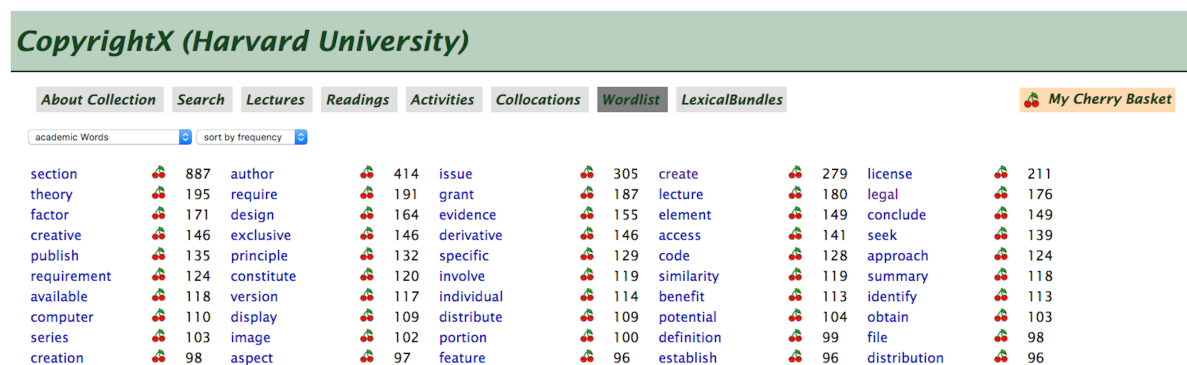 CopyrightX (Harvard University)
About Collection Search Lectures Readings Activities Collocations Wordlist LexicalBundles My Cherry Basket
academic Words sort by frequency
section 887 author 414 issue 305 create 279 license 211
theory 195 require 191 grant 187 lecture 180 legal 176
factor 171 design 164 evidence 155 element 149 conclude 149
creative 146 exclusive 146 derivative 146 access 141 seek 139
publish 135 principle 132 specific 129 code 128 approach 124
requirement 124 constitute 120 involve 119 similarity 119 summary 118
available 118 version 117 individual 114 benefit 113 identify 113
computer 110 display 109 distribute 109 potential 104 obtain 103
series 103 image 102 portion 100 definition 99 file 98
creation 98 aspect 97 feature 96 establish 96 distribution 96